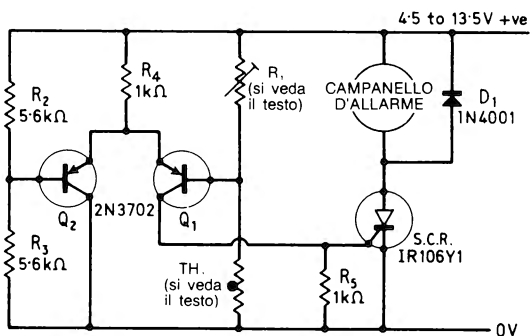 4.5 to 13.5V +ve
R4
1kΩ
R1
(si veda
il testo)
CAMPANELLO
D'ALLARME
D1
1N4001
R2
5.6kΩ
Q2
2N3702
Q1
R3
5.6kΩ
TH.
(si veda
il testo)
R5
1kΩ
S.C.R.
IR106Y1
0V